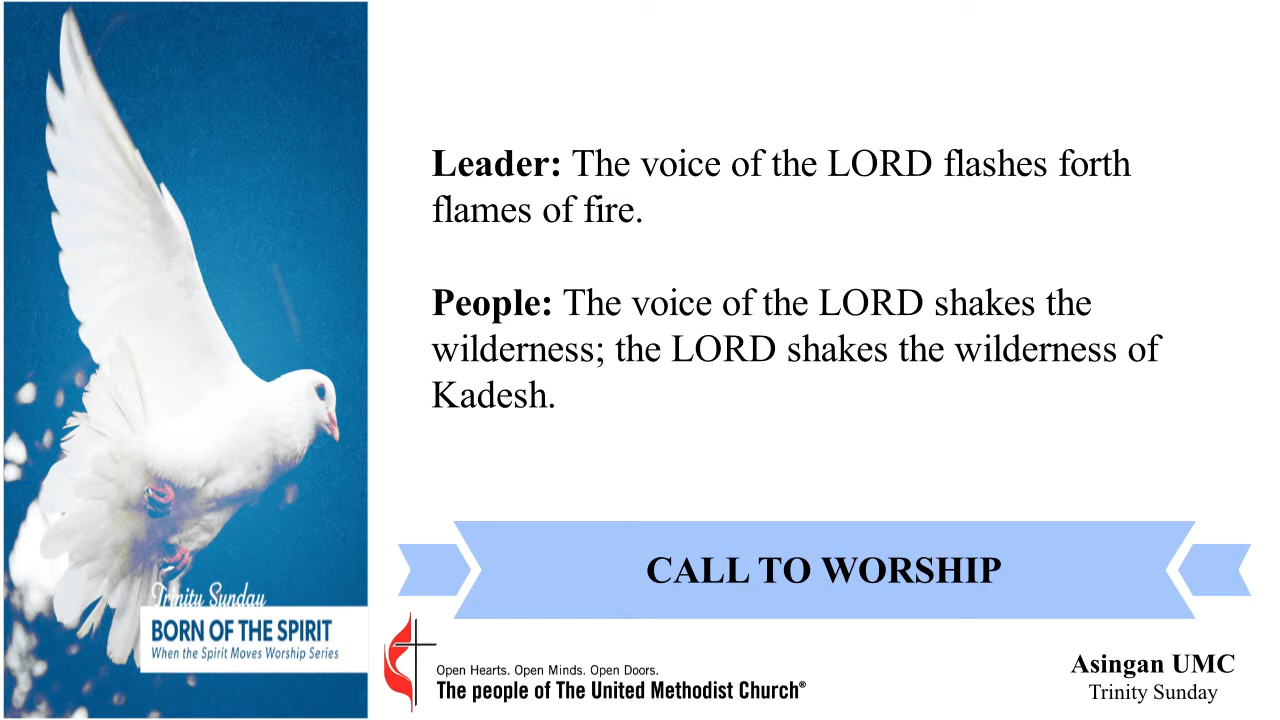 Leader: The voice of the LORD flashes forth
flames of fire.
People: The voice of the LORD shakes the
wilderness; the LORD shakes the wilderness of
Kadesh.
CALL TO WORSHIP
Trinity Sunday
BORN OF THE SPIRIT
When the Spirit Moves Worship Series
Open Hearts. Open Minds. Open Doors.
The people of The United Methodist Church®
Asingan UMC
Trinity Sunday